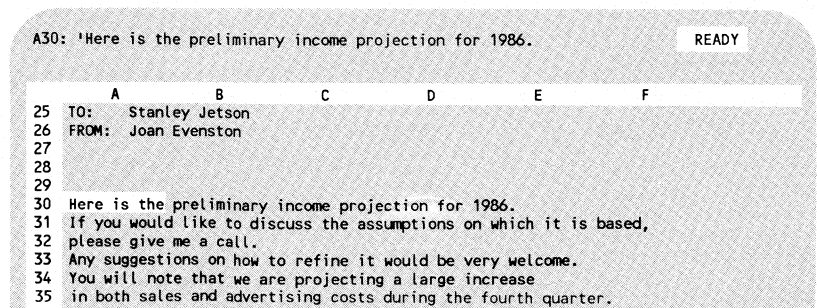 A30: 'Here is the preliminary income projection for 1986. READY
A B C D E F
25 TO: Stanley Jetson
26 FROM: Joan Evenston
27
28
29
30 Here is the preliminary income projection for 1986.
31 If you would like to discuss the assumptions on which it is based,
32 please give me a call.
33 Any suggestions on how to refine it would be very welcome.
34 You will note that we are projecting a large increase
35 in both sales and advertising costs during the fourth quarter.